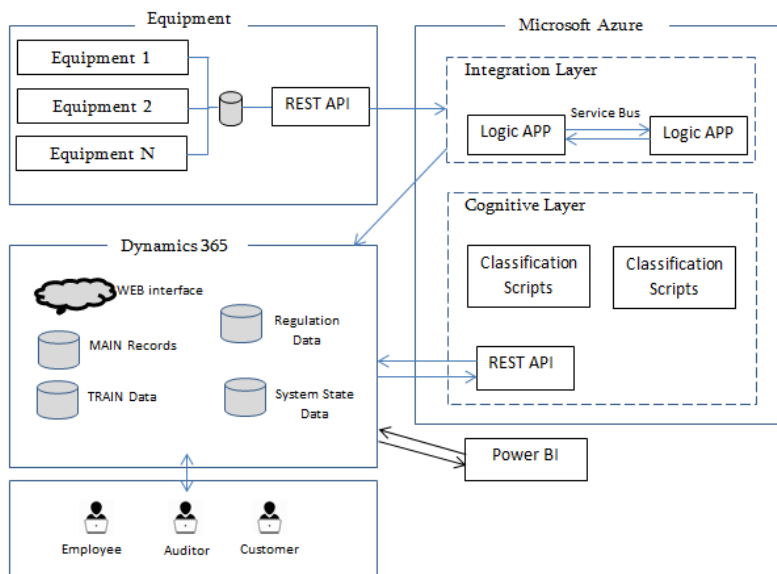 Equipment
Equipment 1
Equipment 2
Equipment N
REST API
Microsoft Azure
Integration Layer
Service Bus
Logic APP
Logic APP
Cognitive Layer
Classification
Scripts
Classification
Scripts
REST API
Dynamics 365
WEB interface
MAIN Records
TRAIN Data
Regulation
Data
System State
Data
Power BI
Employee
Auditor
Customer